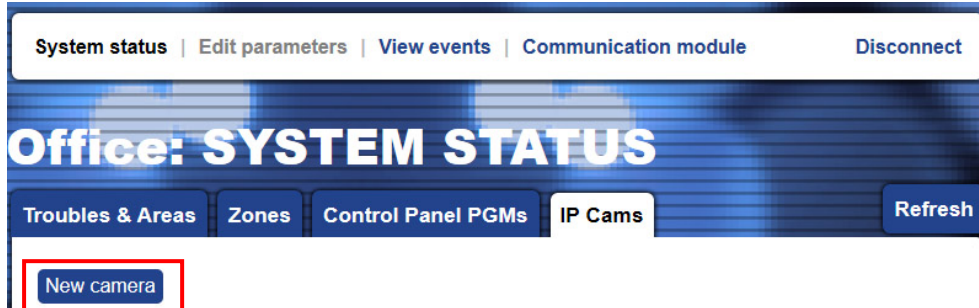 System status | Edit parameters | View events | Communication module Disconnect
Office: SYSTEM STATUS
Troubles & Areas Zones Control Panel PGMs IP Cams Refresh
New camera